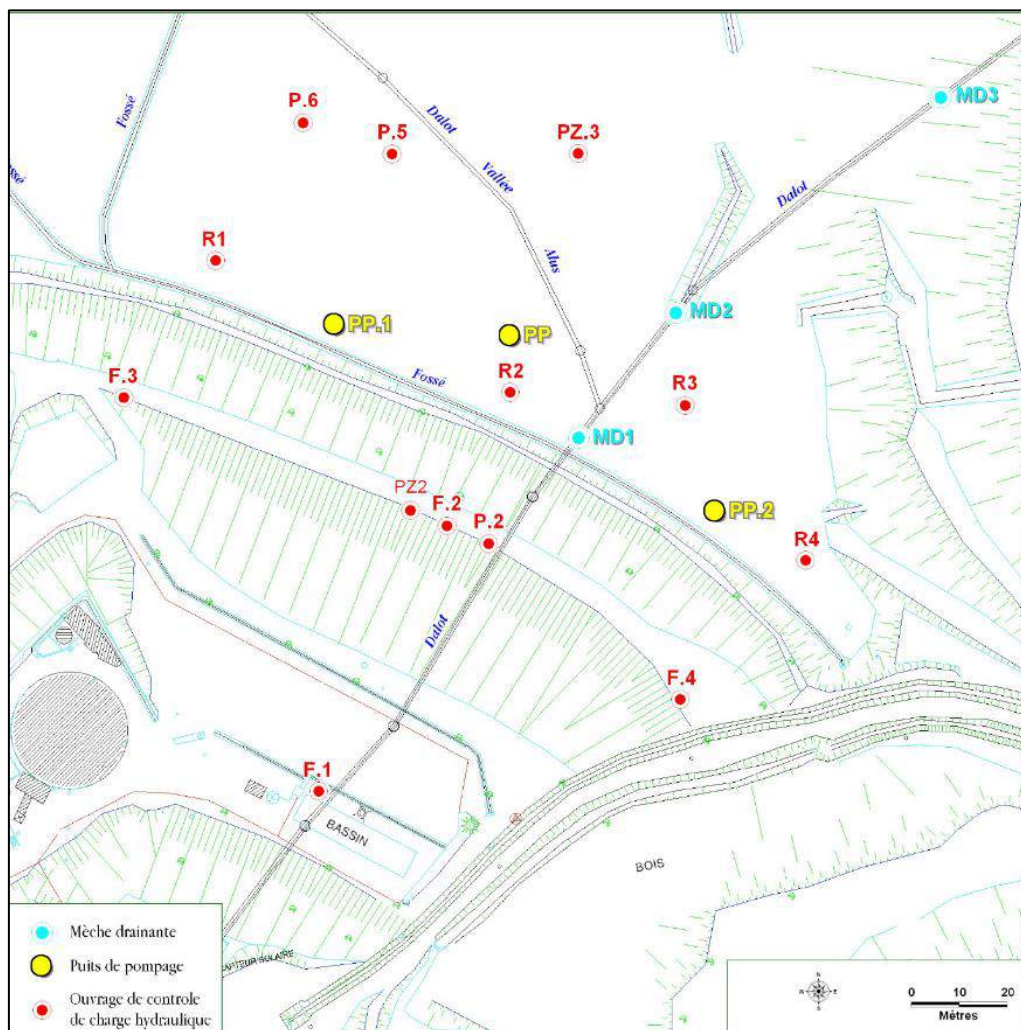 MD3
P.6
P.5
PZ.3
Fossé
Dalot
Dalot
Vallée
R1
Alus
MD2
PP.1
PP
F.3
Fossé
R2
R3
MD1
PZ2
F.2
P.2
PP.2
R4
Dalot
F.4
F.1
BASSIN
BOIS
Mèche drainante
Puits de pompage
Ouvrage de controle
de charge hydraulique
N
E
S
0 10 20
Mètres